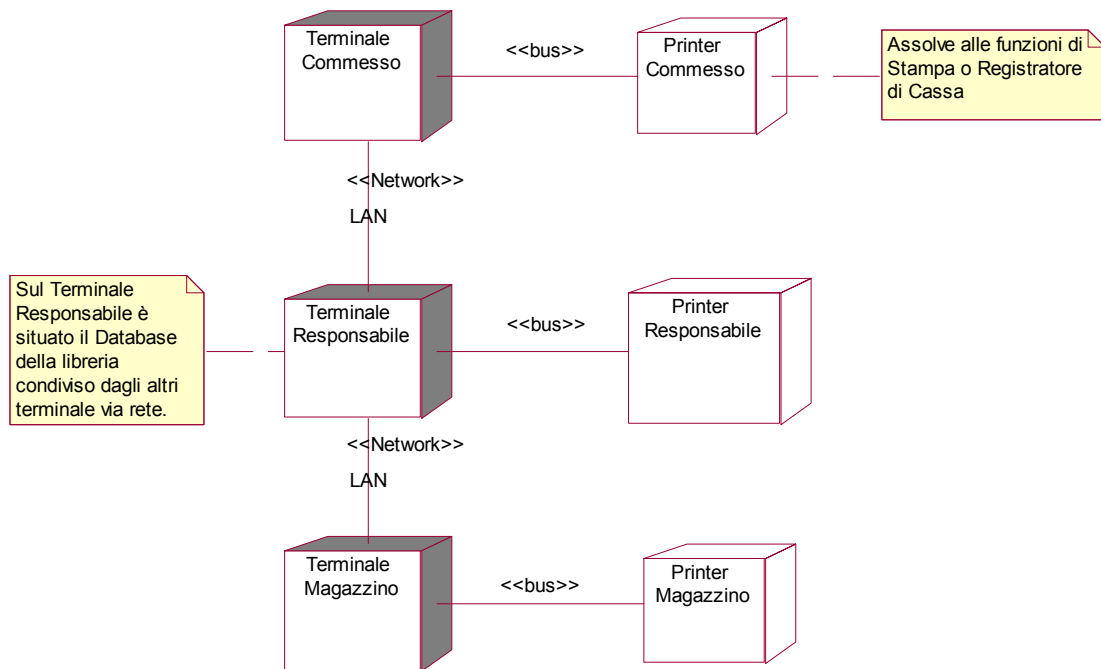 Terminale
Commesso
<<bus>>
Printer
Commesso
Assolve alle funzioni di
Stampa o Registratore
di Cassa
<<Network>>
LAN
Sul Terminale
Responsabile è
situato il Database
della libreria
condiviso dagli altri
terminale via rete.
Terminale
Responsabile
<<bus>>
Printer
Responsabile
<<Network>>
LAN
Terminale
Magazzino
<<bus>>
Printer
Magazzino